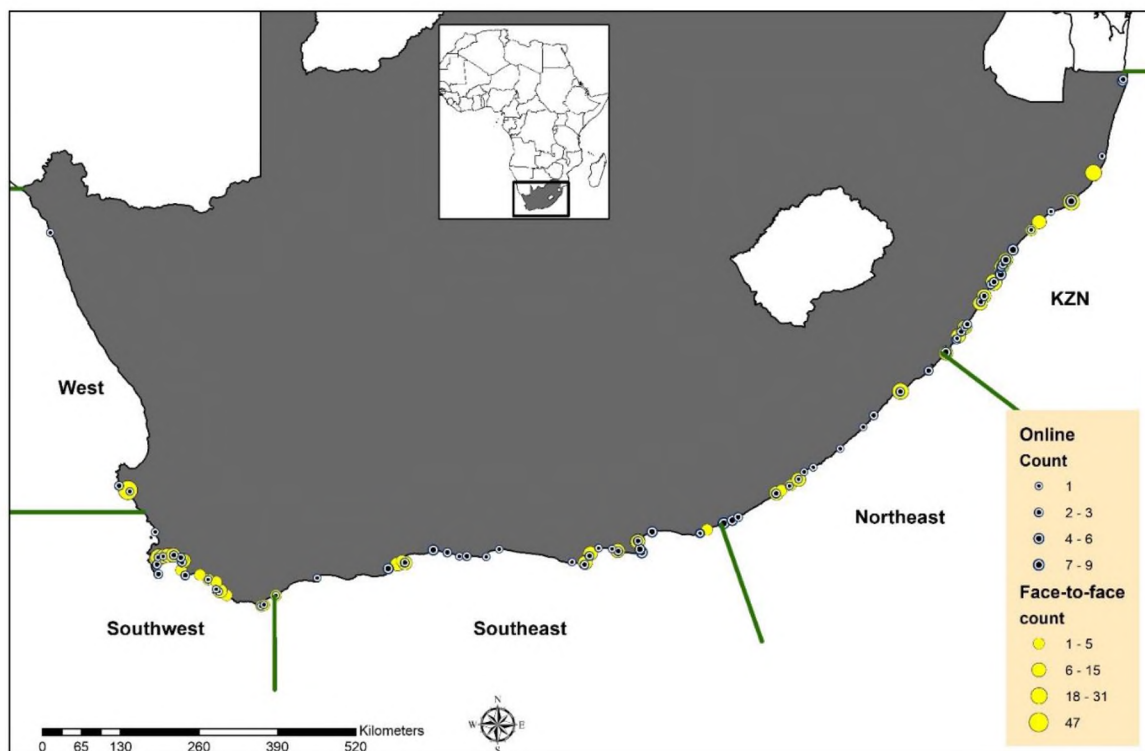 KZN
West
Northeast
Southwest
Southeast
Online
Count
1
2 - 3
4 - 6
7 - 9
Face-to-face
count
1 - 5
6 - 15
18 - 31
47
N
W
E
S
Kilometers
0 65 130 260 390 520